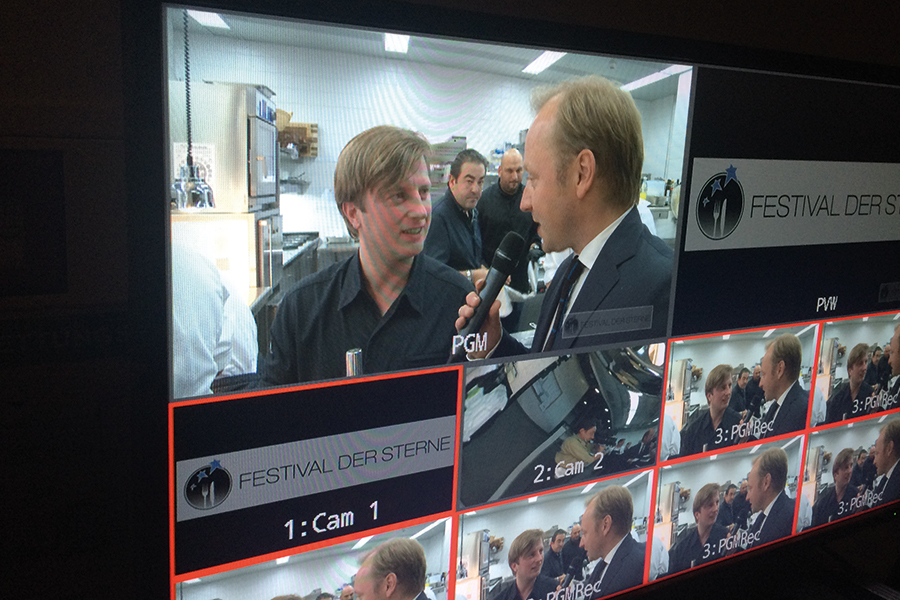 FESTIVAL DER STERNE
PGM
FESTIVAL DER S
PVW
FESTIVAL DER STERNE
1:Cam 1
2:Cam 2
3:PGMRec
3:PGMRec
3:PGMRec
3:PGMRec
3:PGMRec